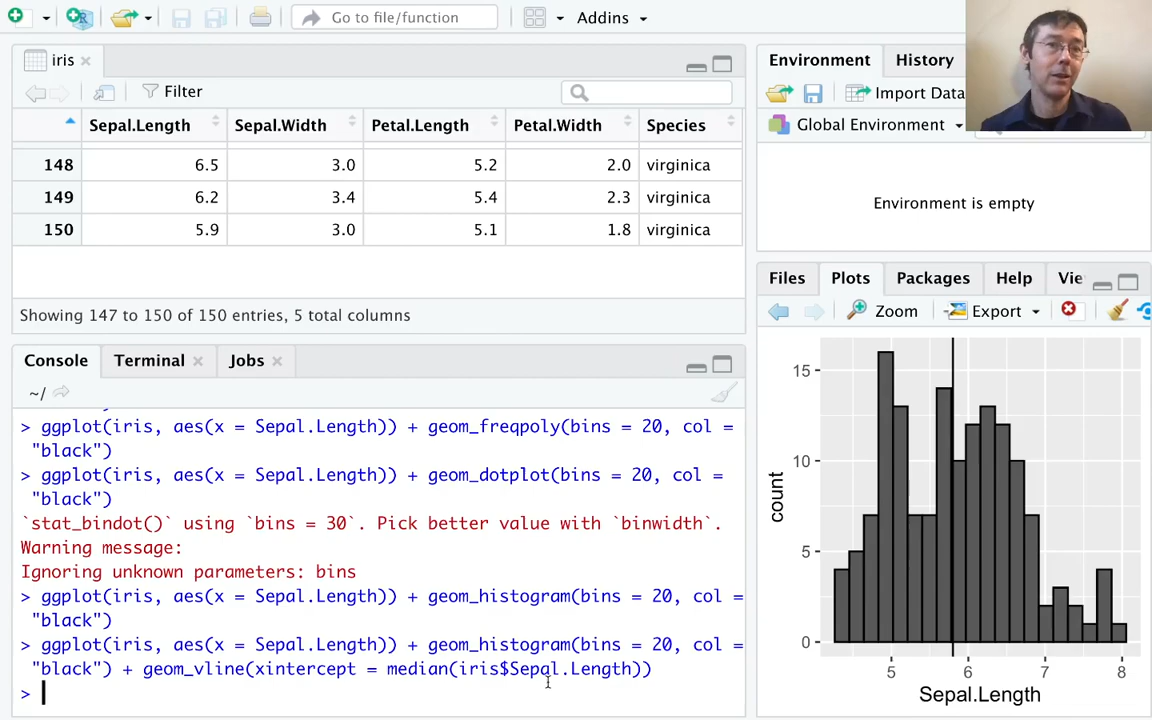 Go to file/function
Addins
iris
Filter
Sepal.Length Sepal.Width Petal.Length Petal.Width Species
148 6.5 3.0 5.2 2.0 virginica
149 6.2 3.4 5.4 2.3 virginica
150 5.9 3.0 5.1 1.8 virginica
Showing 147 to 150 of 150 entries, 5 total columns
Console Terminal Jobs
~/
> ggplot(iris, aes(x = Sepal.Length)) + geom_freqpoly(bins = 20, col =
"black")
> ggplot(iris, aes(x = Sepal.Length)) + geom_dotplot(bins = 20, col =
"black")
`stat_bindot()` using `bins = 30`. Pick better value with `binwidth`.
Warning message:
Ignoring unknown parameters: bins
> ggplot(iris, aes(x = Sepal.Length)) + geom_histogram(bins = 20, col =
"black")
> ggplot(iris, aes(x = Sepal.Length)) + geom_histogram(bins = 20, col =
"black") + geom_vline(xintercept = median(iris$Sepal.Length))
>
Environment History
Import Data
Global Environment
Environment is empty
Files Plots Packages Help Vie
Zoom Export
15
10
5
0
count
5 6 7 8
Sepal.Length